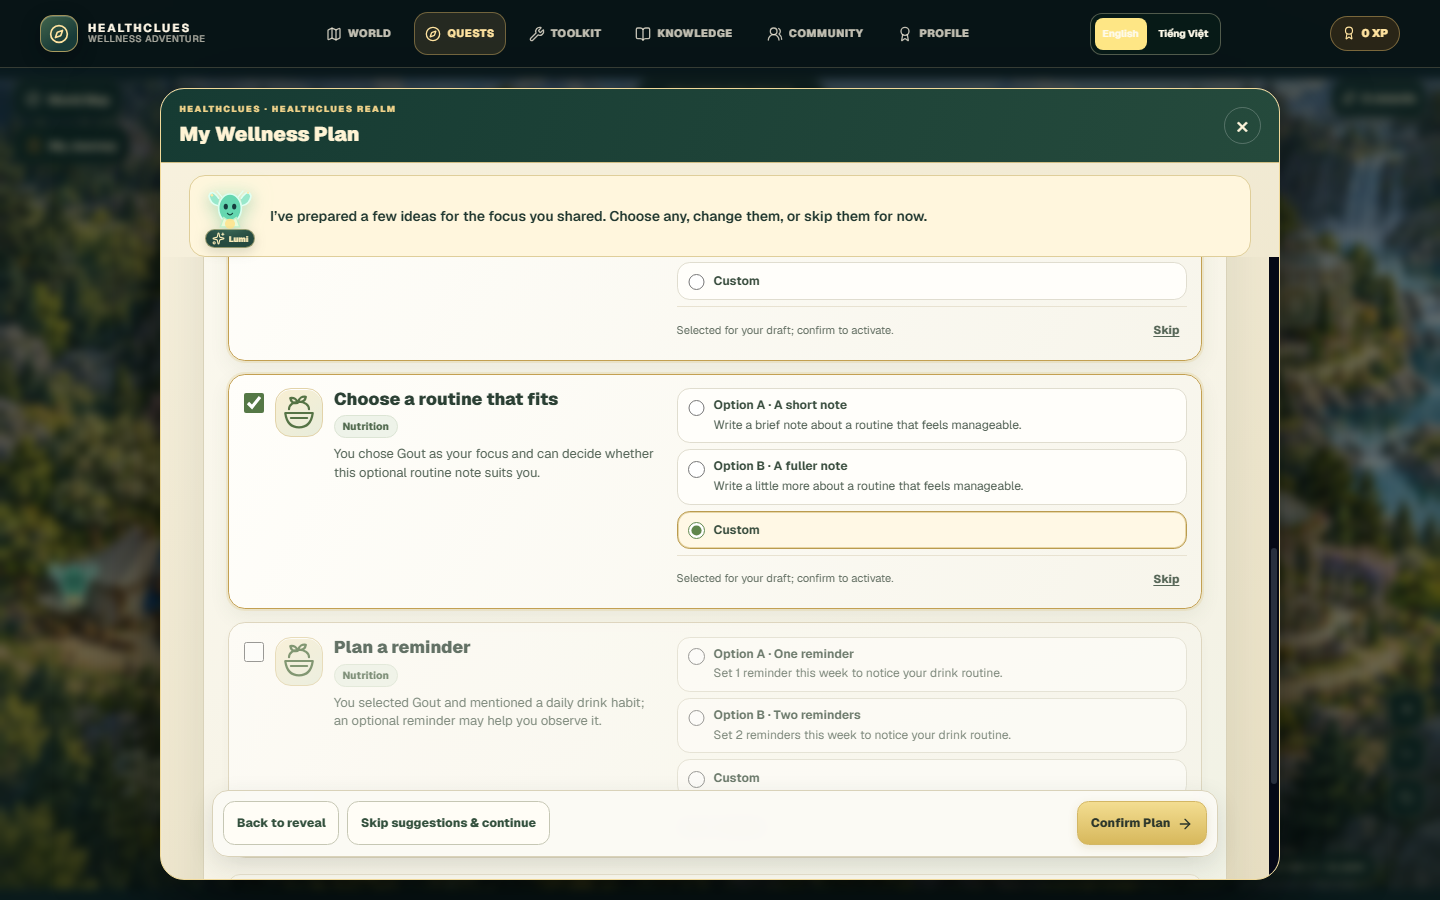 HEALTHCLUES
WELLNESS ADVENTURE
WORLD
QUESTS
TOOLKIT
KNOWLEDGE
COMMUNITY
PROFILE
English
Tiếng Việt
0 XP
HEALTHCLUES · HEALTHCLUES REALM
My Wellness Plan
Lumi
I've prepared a few ideas for the focus you shared. Choose any, change them, or skip them for now.
Custom
Selected for your draft; confirm to activate.
Skip
Choose a routine that fits
Nutrition
You chose Gout as your focus and can decide whether
this optional routine note suits you.
Option A · A short note
Write a brief note about a routine that feels manageable.
Option B · A fuller note
Write a little more about a routine that feels manageable.
Custom
Selected for your draft; confirm to activate.
Skip
Plan a reminder
Nutrition
You selected Gout and mentioned a daily drink habit;
an optional reminder may help you observe it.
Option A · One reminder
Set 1 reminder this week to notice your drink routine.
Option B · Two reminders
Set 2 reminders this week to notice your drink routine.
Custom
Back to reveal
Skip suggestions & continue
Confirm Plan